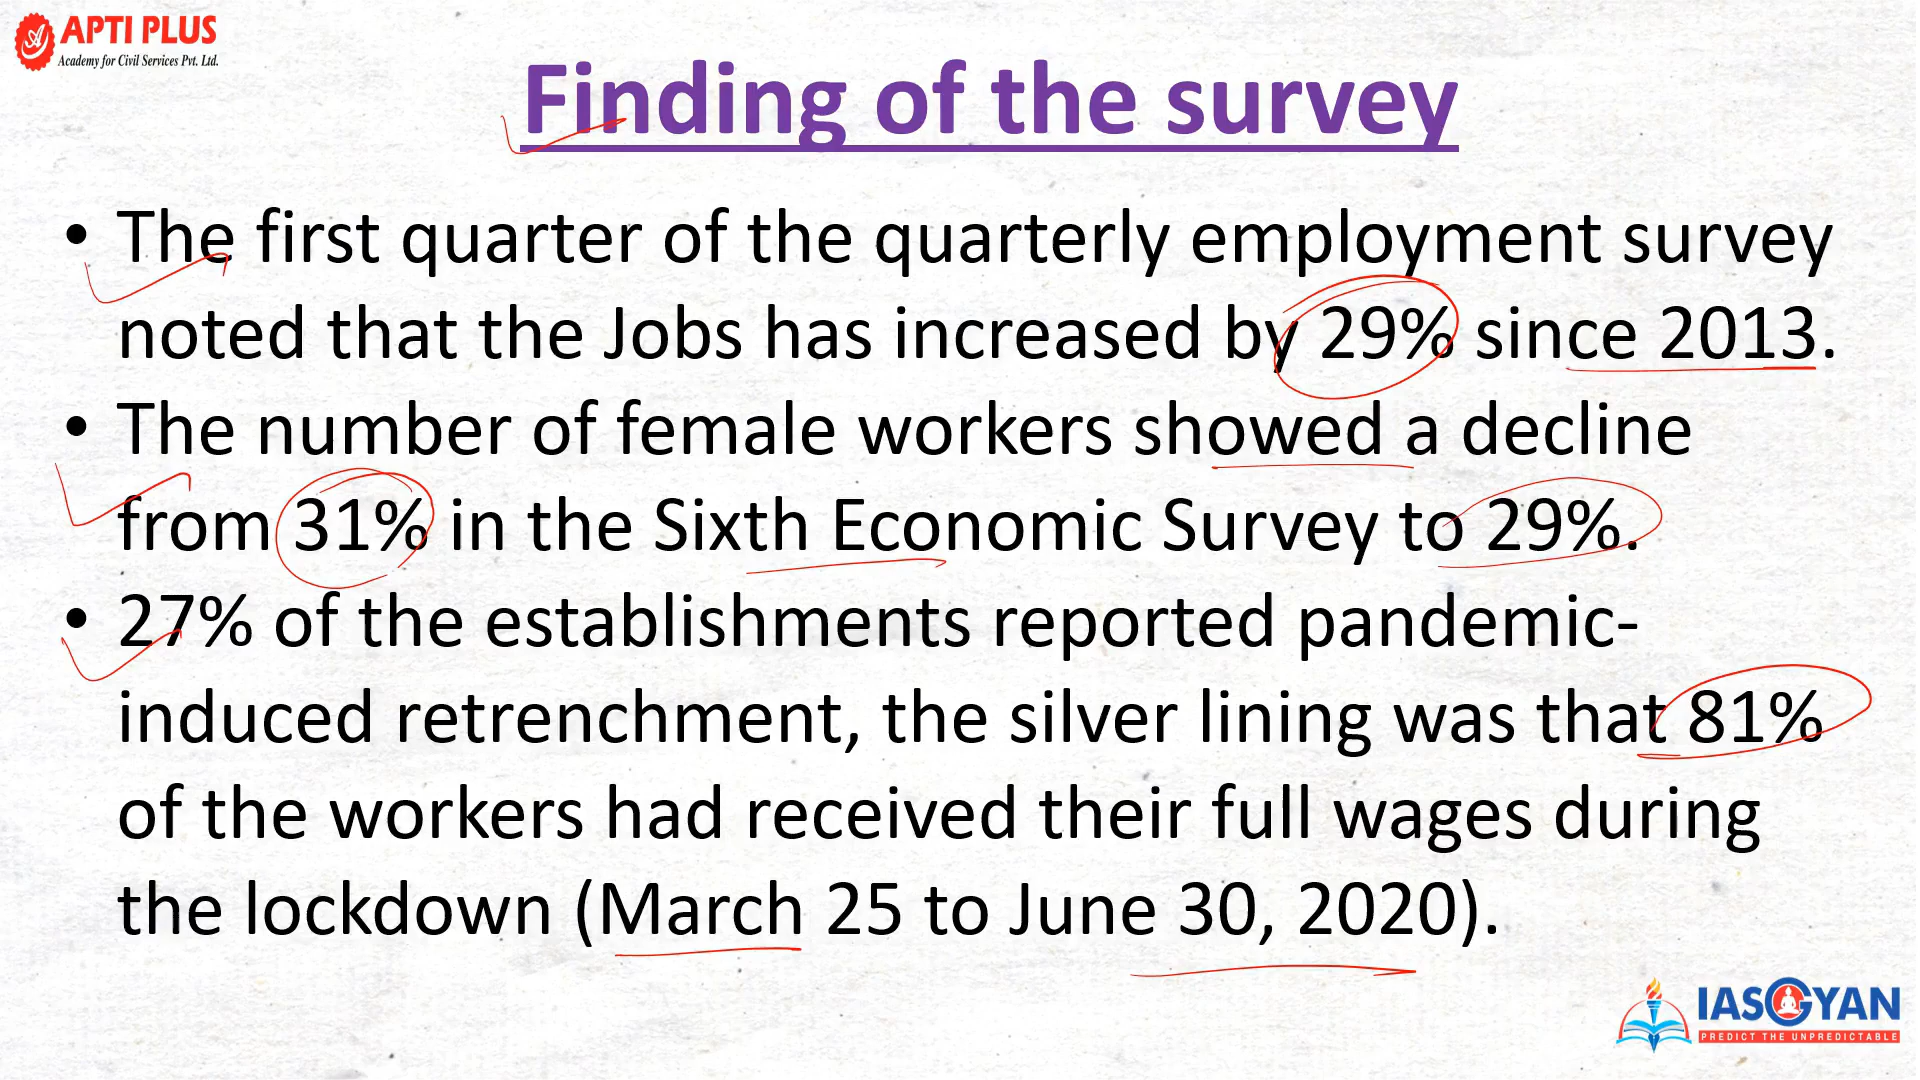 APTI PLUS
Academy for Civil Services Pvt. Ltd.
Finding of the survey
• The first quarter of the quarterly employment survey
noted that the Jobs has increased by 29% since 2013.
• The number of female workers showed a decline
from 31% in the Sixth Economic Survey to 29%.
• 27% of the establishments reported pandemic-
induced retrenchment, the silver lining was that 81%
of the workers had received their full wages during
the lockdown (March 25 to June 30, 2020).
IASGYAN
PREDICT THE UNPREDICTABLE